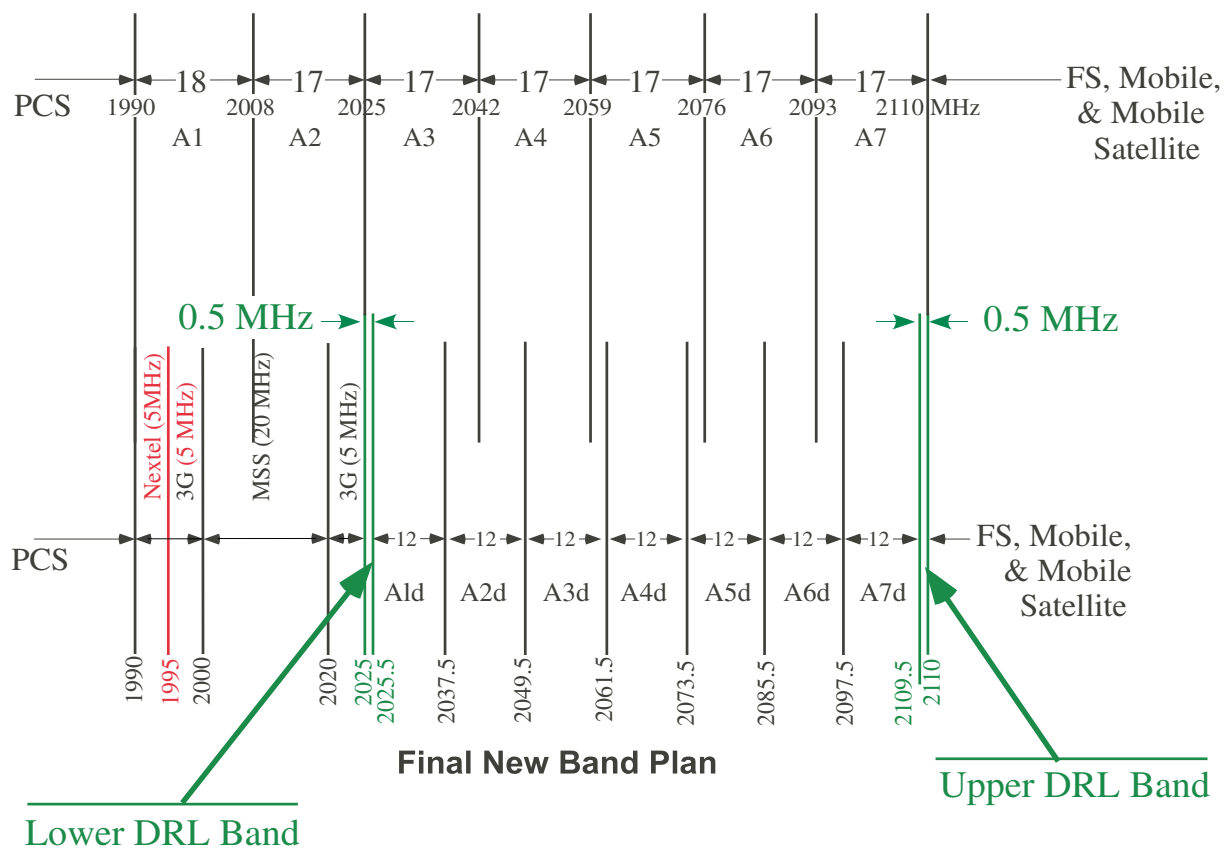 18 17 17 17 17 17 17
PCS
1990 2008 2025 2042 2059 2076 2093 2110 MHz
A1 A2 A3 A4 A5 A6 A7
FS, Mobile,
& Mobile
Satellite
0.5 MHz
0.5 MHz
Nextel (5MHz)
3G (5 MHz)
MSS (20 MHz)
3G (5 MHz)
PCS
12 12 12 12 12 12 12
FS, Mobile,
& Mobile
Satellite
Ald A2d A3d A4d A5d A6d A7d
1990
1995
2000
2020
2025
2025.5
2037.5
2049.5
2061.5
2073.5
2085.5
2097.5
2109.5
2110
Final New Band Plan
Lower DRL Band
Upper DRL Band